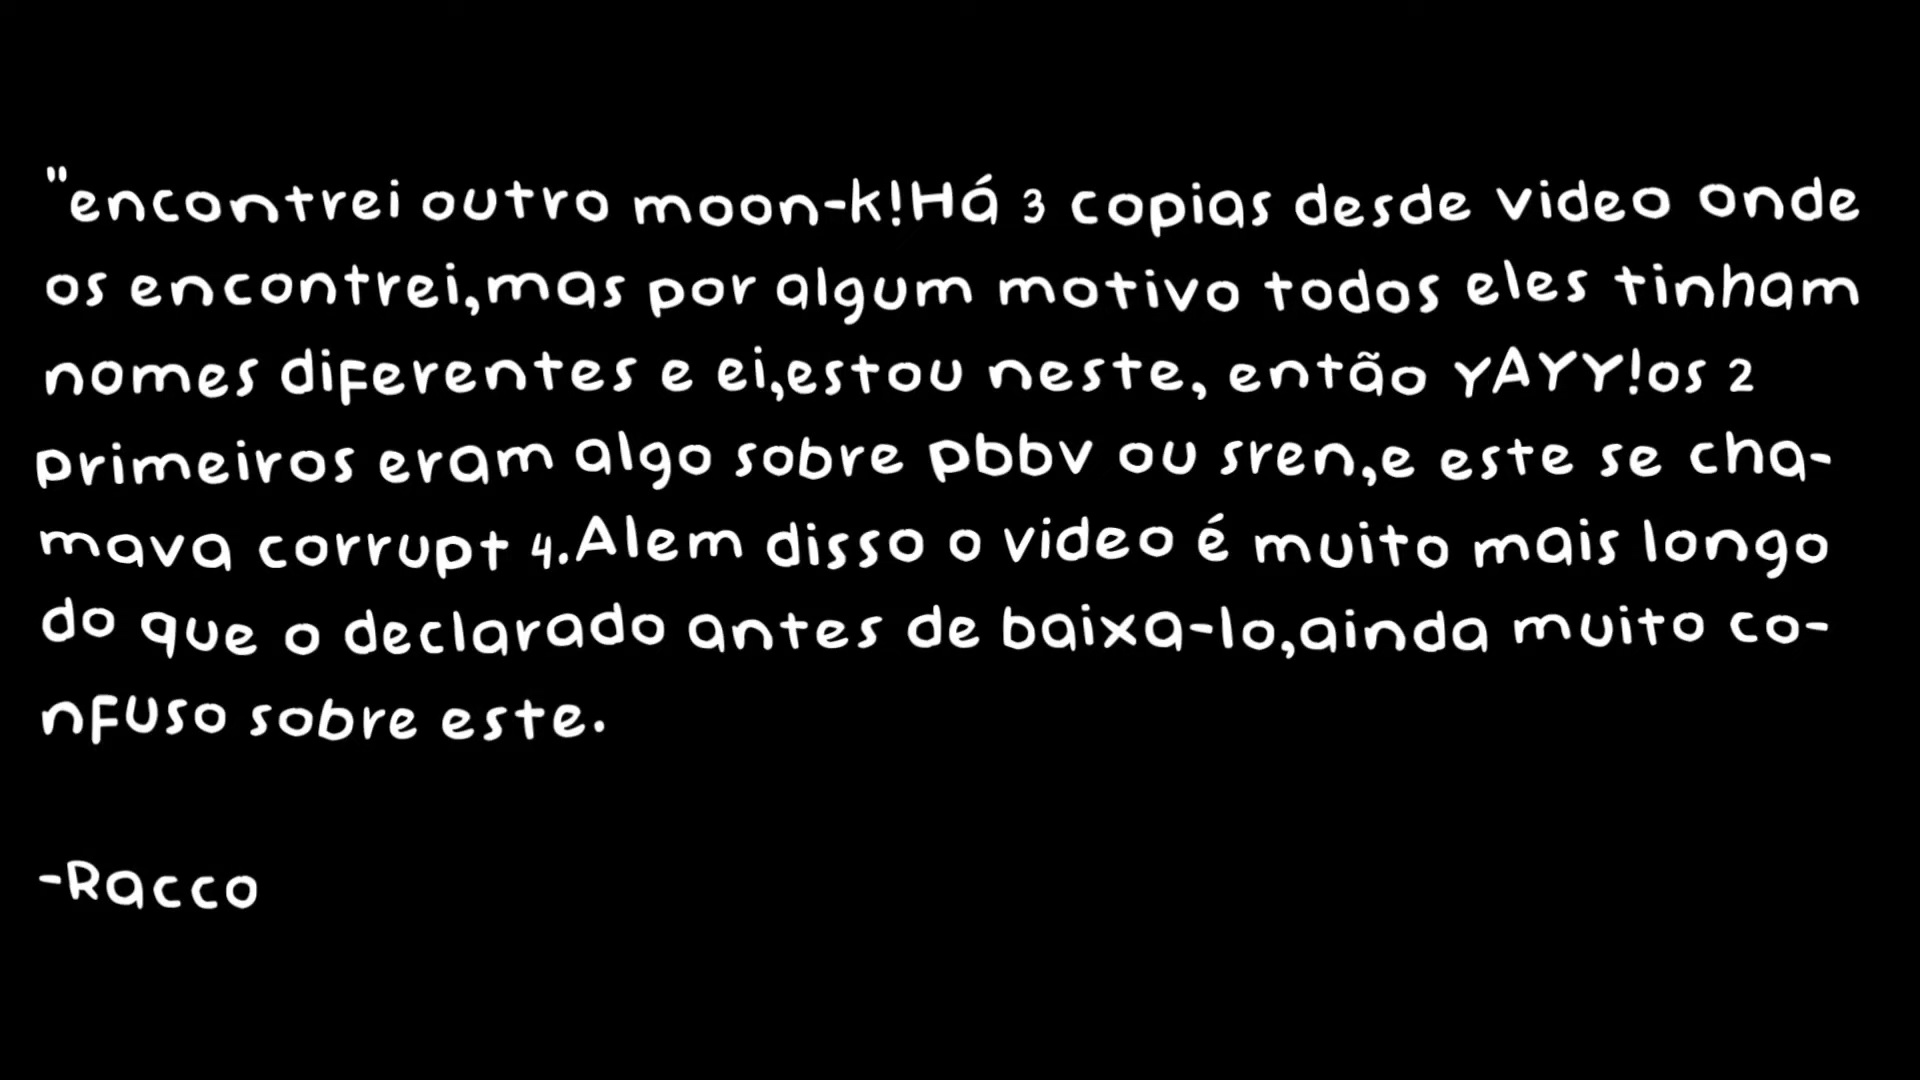 "encontrei outro moon-k!Há 3 copias desde video onde
os encontrei,mas por algum motivo todos eles tinham
nomes diferentes e ei,estou neste, então YAYY!os 2
primeiros eram algo sobre pbbv ou sren,e este se cha-
mava corrupt 4.Alem disso o video é muito mais longo
do que o declarado antes de baixa-lo,ainda muito co-
nfuso sobre este.
-Racco